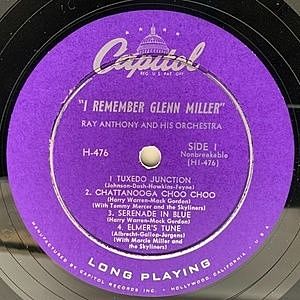 Capitol
REG. U.S. PAT. OFF.
"I REMEMBER GLENN MILLER"
RAY ANTHONY AND HIS ORCHESTRA
H-476
SIDE 1
Nonbreakable
(H1-476)
1 TUXEDO JUNCTION
(Johnson-Dash-Hawkins-Feyne)
2. CHATTANOOGA CHOO CHOO
(Harry Warren-Mack Gordon)
(With Tommy Mercer and the Skyliners)
3. SERENADE IN BLUE
(Harry Warren-Mack Gordon)
4. ELMER'S TUNE
(Albrecht-Gallop-Jurgens)
(With Marcie Miller and
the Skyliners)
LONG PLAYING
MANUFACTURED BY CAPITOL RECORDS INC. • HOLLYWOOD CALIFORNIA